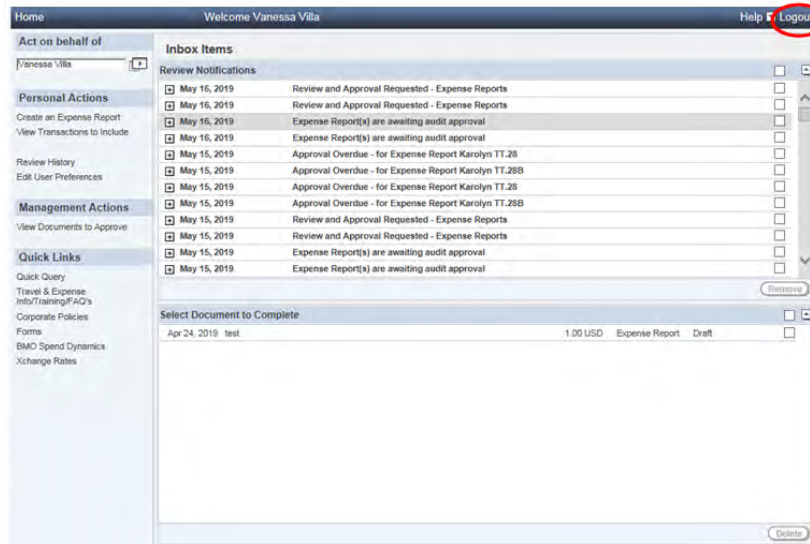 Home Welcome Vanessa Villa Help Logou
Act on behalf of
Vanessa Villa
Personal Actions
Create an Expense Report
View Transactions to Include
Review History
Edit User Preferences
Management Actions
View Documents to Approve
Quick Links
Quick Query
Travel & Expense
Info/Training/FAQ's
Corporate Policies
Forms
BMO Spend Dynamics
Xchange Rates
Inbox Items
Review Notifications
May 16, 2019 Review and Approval Requested - Expense Reports
May 16, 2019 Review and Approval Requested - Expense Reports
May 16, 2019 Expense Report(s) are awaiting audit approval
May 16, 2019 Expense Report(s) are awaiting audit approval
May 15, 2019 Approval Overdue - for Expense Report Karolyn TT.28
May 15, 2019 Approval Overdue - for Expense Report Karolyn TT.28B
May 15, 2019 Approval Overdue - for Expense Report Karolyn TT.28
May 15, 2019 Approval Overdue - for Expense Report Karolyn TT.28B
May 15, 2019 Review and Approval Requested - Expense Reports
May 15, 2019 Review and Approval Requested - Expense Reports
May 15, 2019 Expense Report(s) are awaiting audit approval
May 15, 2019 Expense Report(s) are awaiting audit approval
Remove
Select Document to Complete
Apr 24, 2019 test 1.00 USD Expense Report Draft
Delete